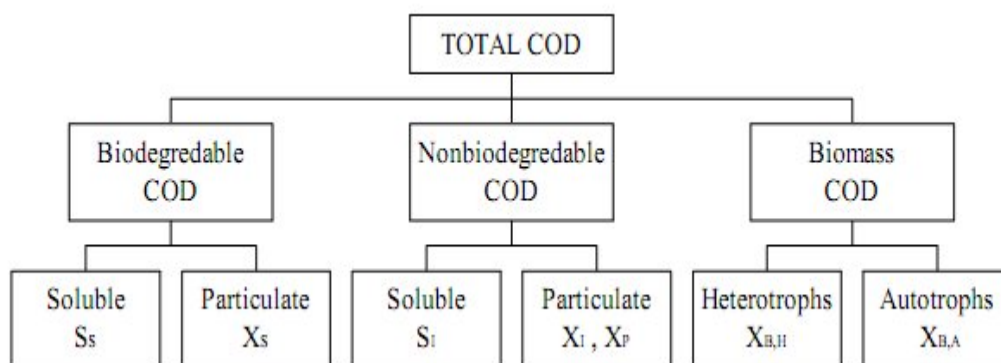 TOTAL COD
Biodegredable
COD
Nonbiodegredable
COD
Biomass
COD
Soluble
Ss
Particulate
Xs
Soluble
SI
Particulate
XI , XP
Heterotrophs
XB,H
Autotrophs
XB,A